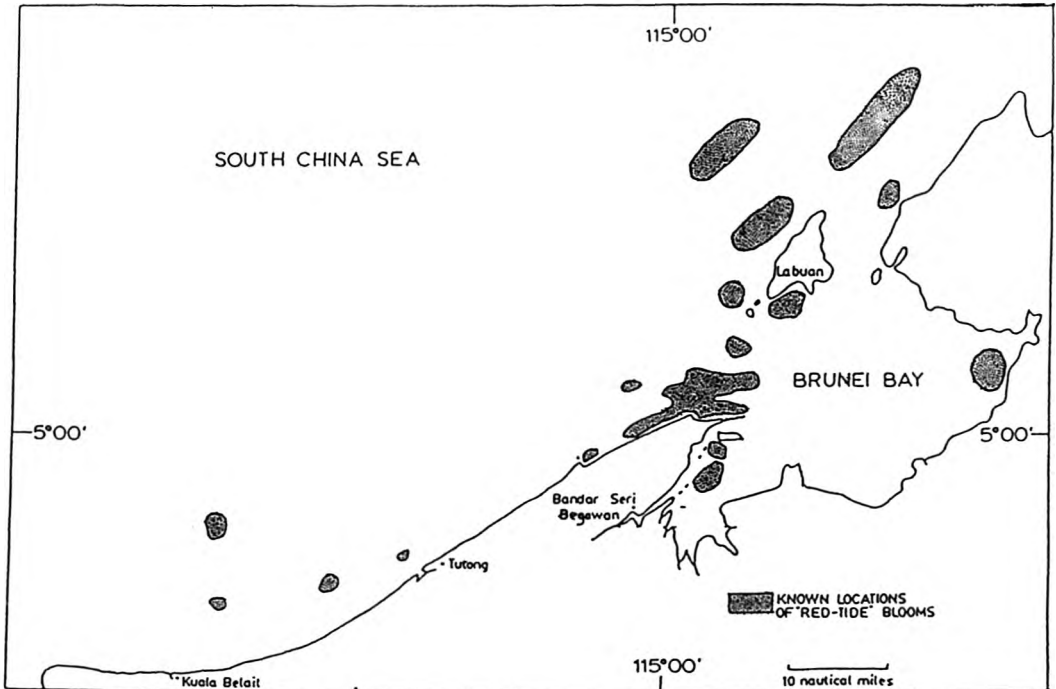 115°00'
SOUTH CHINA SEA
Labuan
BRUNEI BAY
5°00'
5°00'
Bandar Seri
Begawan
Tutong
KNOWN LOCATIONS
OF "RED-TIDE" BLOOMS
115°00'
Kuala Belait
10 nautical miles